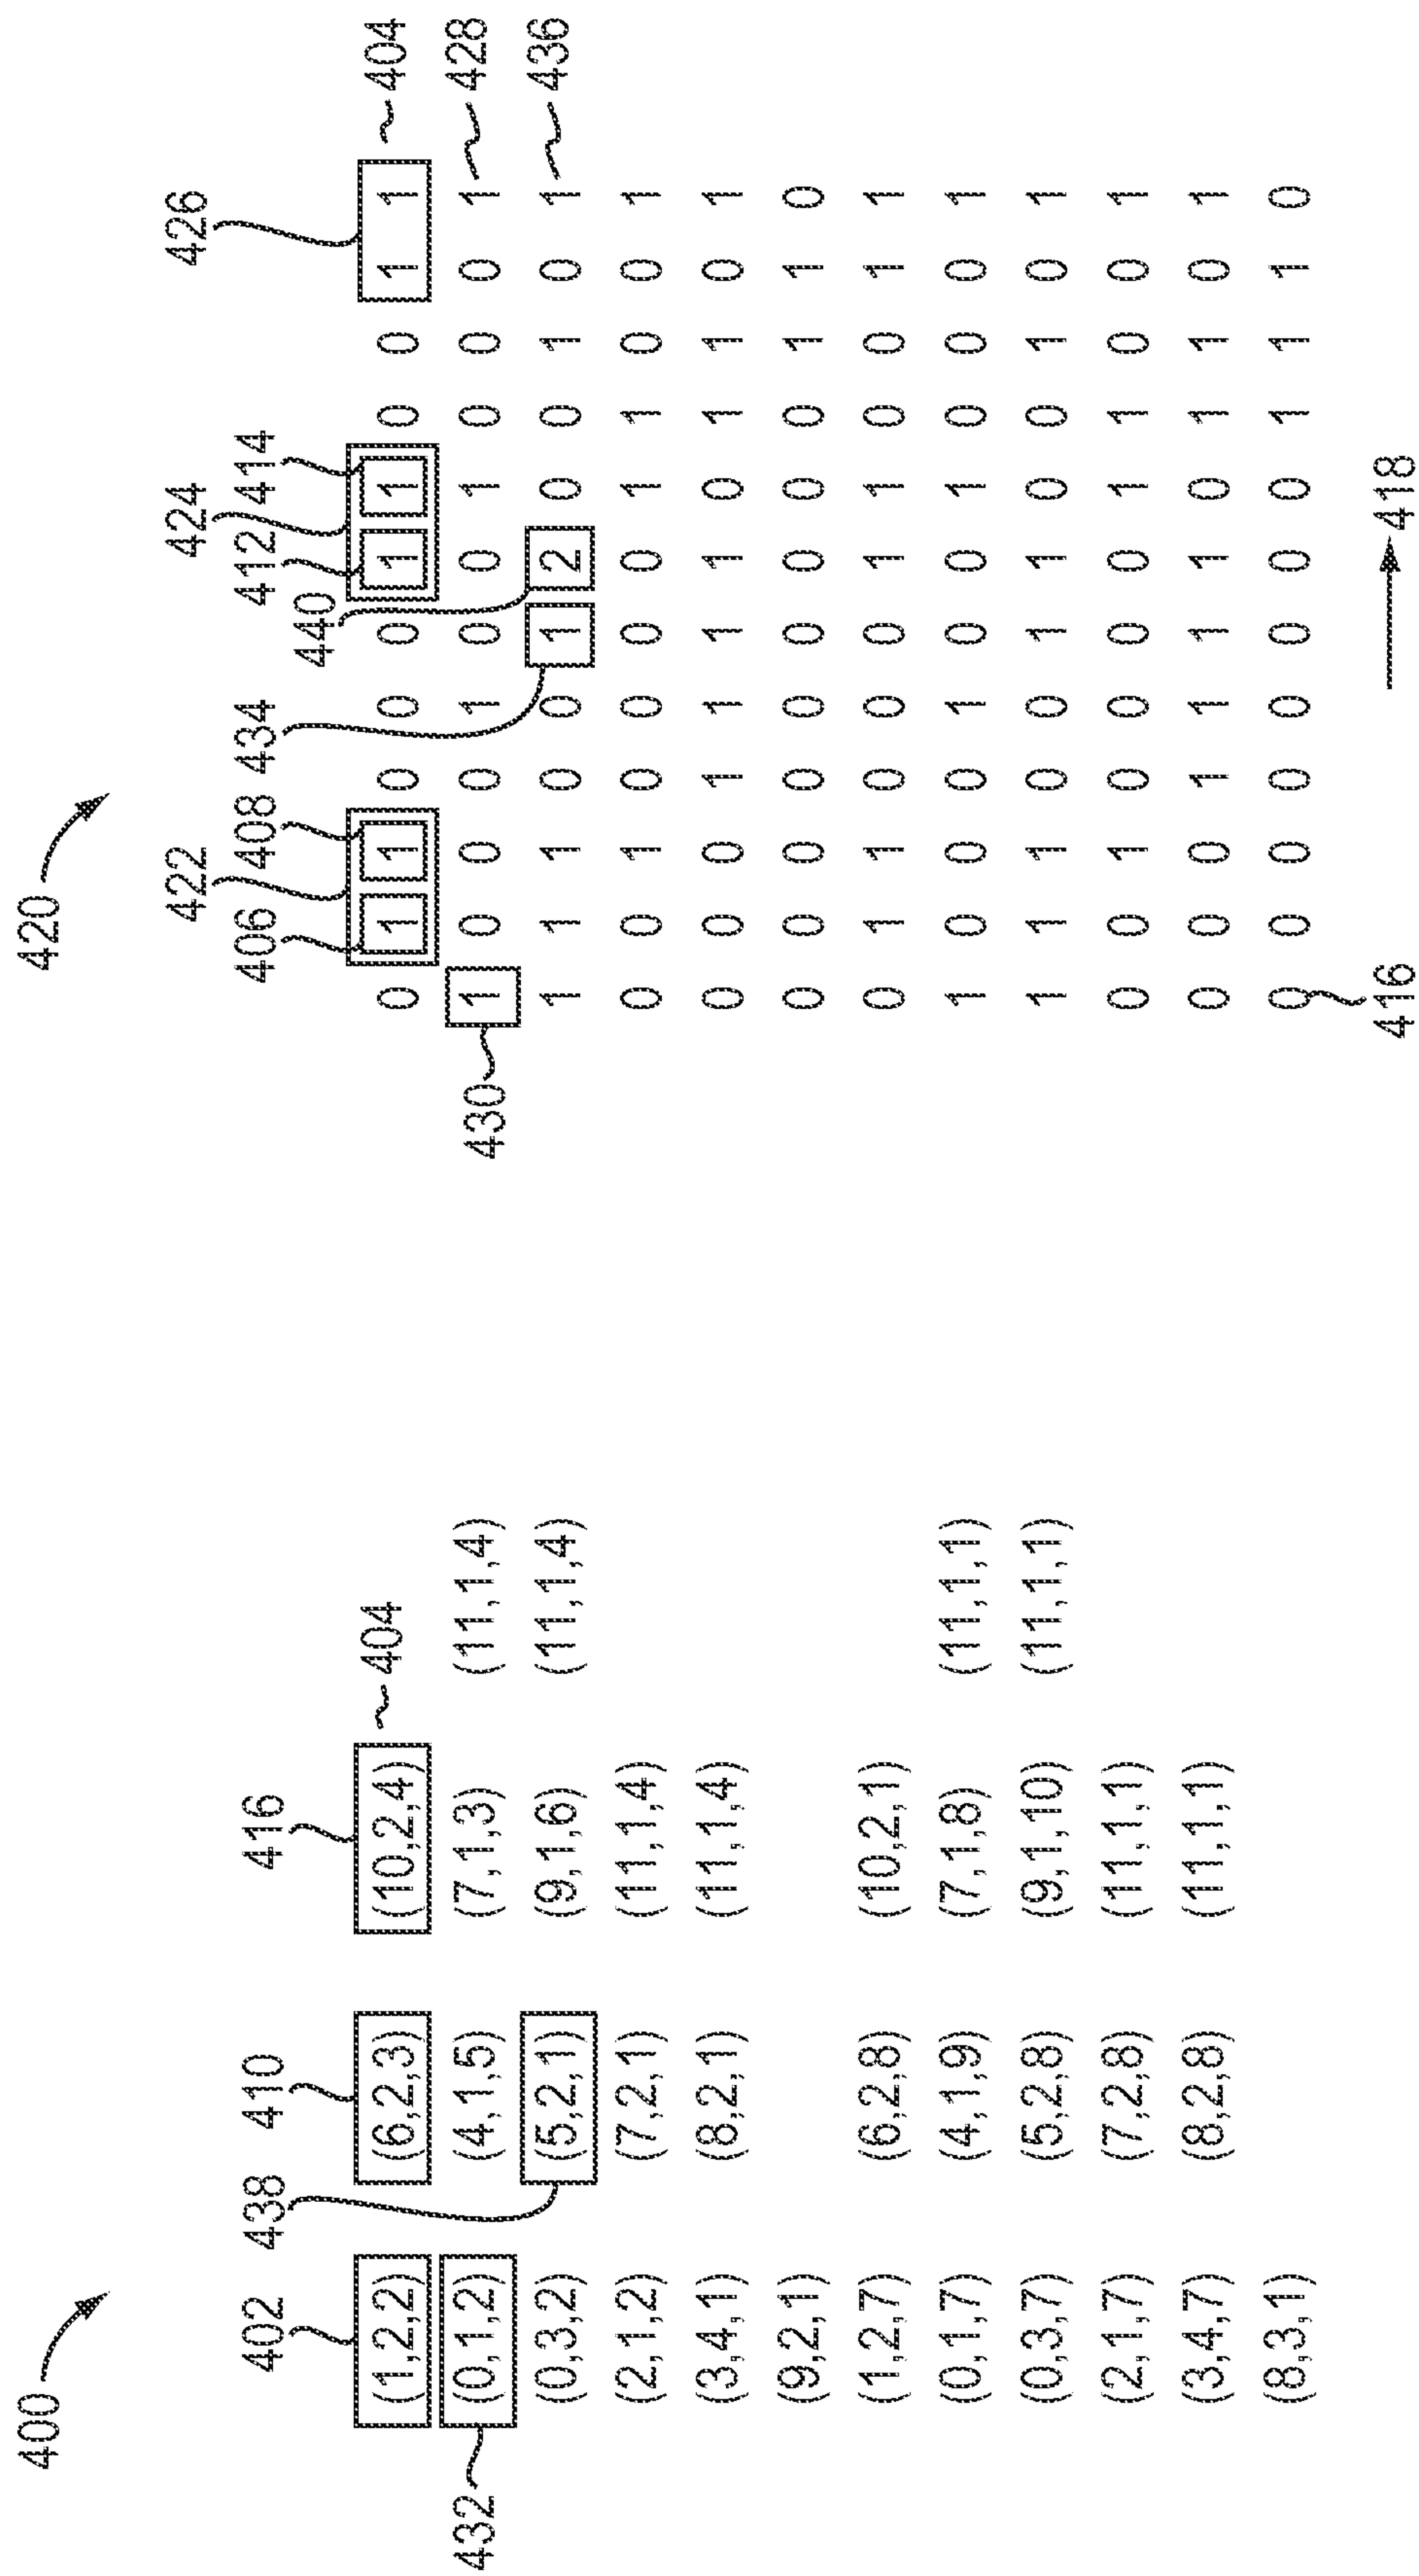 400
402 438 410 416
(1,2,2) (6,2,3) (10,2,4) 404
(0,1,2) (4,1,5) (7,1,3) (11,1,4)
432
(0,3,2) (5,2,1) (9,1,6) (11,1,4)
(2,1,2) (7,2,1) (11,1,4)
(3,4,1) (8,2,1) (11,1,4)
(9,2,1)
(1,2,7) (6,2,8) (10,2,1)
(0,1,7) (4,1,9) (7,1,8) (11,1,1)
(0,3,7) (5,2,8) (9,1,10) (11,1,1)
(2,1,7) (7,2,8) (11,1,1)
(3,4,7) (8,2,8) (11,1,1)
(8,3,1)
420
422 424 426
406 408 434 412 414
440
0 1 1 0 0 0 1 1 0 0 1 1 404
430 1 0 0 0 1 0 0 1 0 0 0 1 428
1 1 1 0 0 1 2 0 0 1 0 1 436
0 0 1 0 0 0 0 1 1 0 0 1
0 0 0 1 1 1 1 0 1 1 0 1
0 0 0 0 0 0 0 0 0 1 1 0
0 1 1 0 0 0 1 1 0 0 1 1
1 0 0 0 1 0 0 1 0 0 0 1
1 1 1 0 0 1 1 0 0 1 0 1
0 0 1 0 0 0 0 1 1 0 0 1
0 0 0 1 1 1 1 0 1 1 0 1
0 0 0 0 0 0 0 0 1 1 1 0
416 418